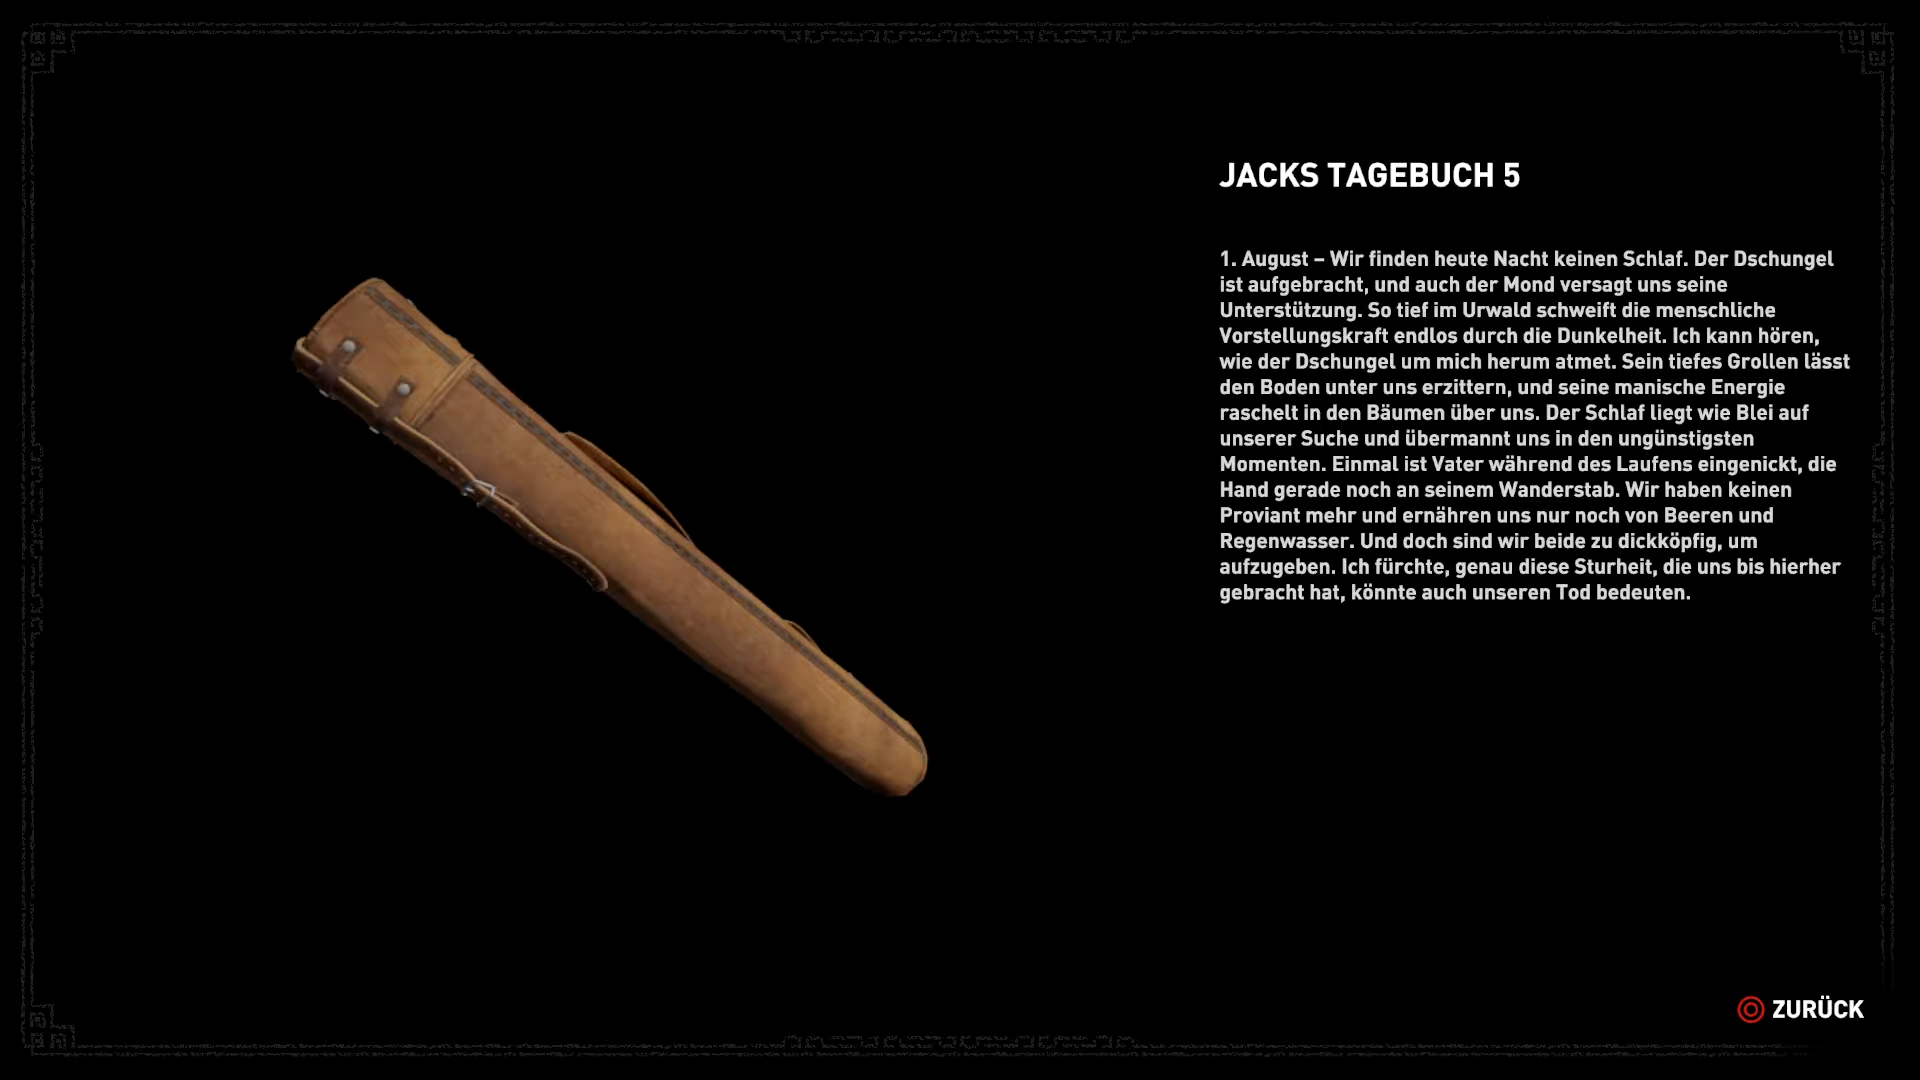 JACKS TAGEBUCH 5
1. August – Wir finden heute Nacht keinen Schlaf. Der Dschungel
ist aufgebracht, und auch der Mond versagt uns seine
Unterstützung. So tief im Urwald schweift die menschliche
Vorstellungskraft endlos durch die Dunkelheit. Ich kann hören,
wie der Dschungel um mich herum atmet. Sein tiefes Grollen lässt
den Boden unter uns erzittern, und seine manische Energie
raschelt in den Bäumen über uns. Der Schlaf liegt wie Blei auf
unserer Suche und übermannt uns in den ungünstigsten
Momenten. Einmal ist Vater während des Laufens eingenickt, die
Hand gerade noch an seinem Wanderstab. Wir haben keinen
Proviant mehr und ernähren uns nur noch von Beeren und
Regenwasser. Und doch sind wir beide zu dickköpfig, um
aufzugeben. Ich fürchte, genau diese Sturheit, die uns bis hierher
gebracht hat, könnte auch unseren Tod bedeuten.
ZURÜCK